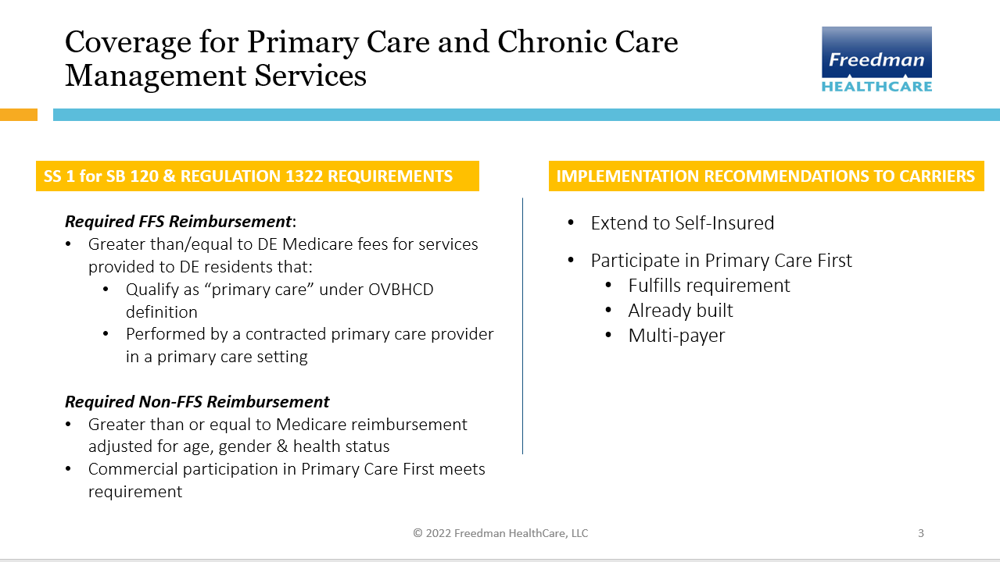 Coverage for Primary Care and Chronic Care
Management Services
Freedman
HEALTHCARE
SS 1 for SB 120 & REGULATION 1322 REQUIREMENTS
Required FFS Reimbursement:
• Greater than/equal to DE Medicare fees for services
provided to DE residents that:
• Qualify as “primary care” under OVBHCD
definition
• Performed by a contracted primary care provider
in a primary care setting
Required Non-FFS Reimbursement
• Greater than or equal to Medicare reimbursement
adjusted for age, gender & health status
• Commercial participation in Primary Care First meets
requirement
IMPLEMENTATION RECOMMENDATIONS TO CARRIERS
• Extend to Self-Insured
• Participate in Primary Care First
• Fulfills requirement
• Already built
• Multi-payer
© 2022 Freedman HealthCare, LLC
3